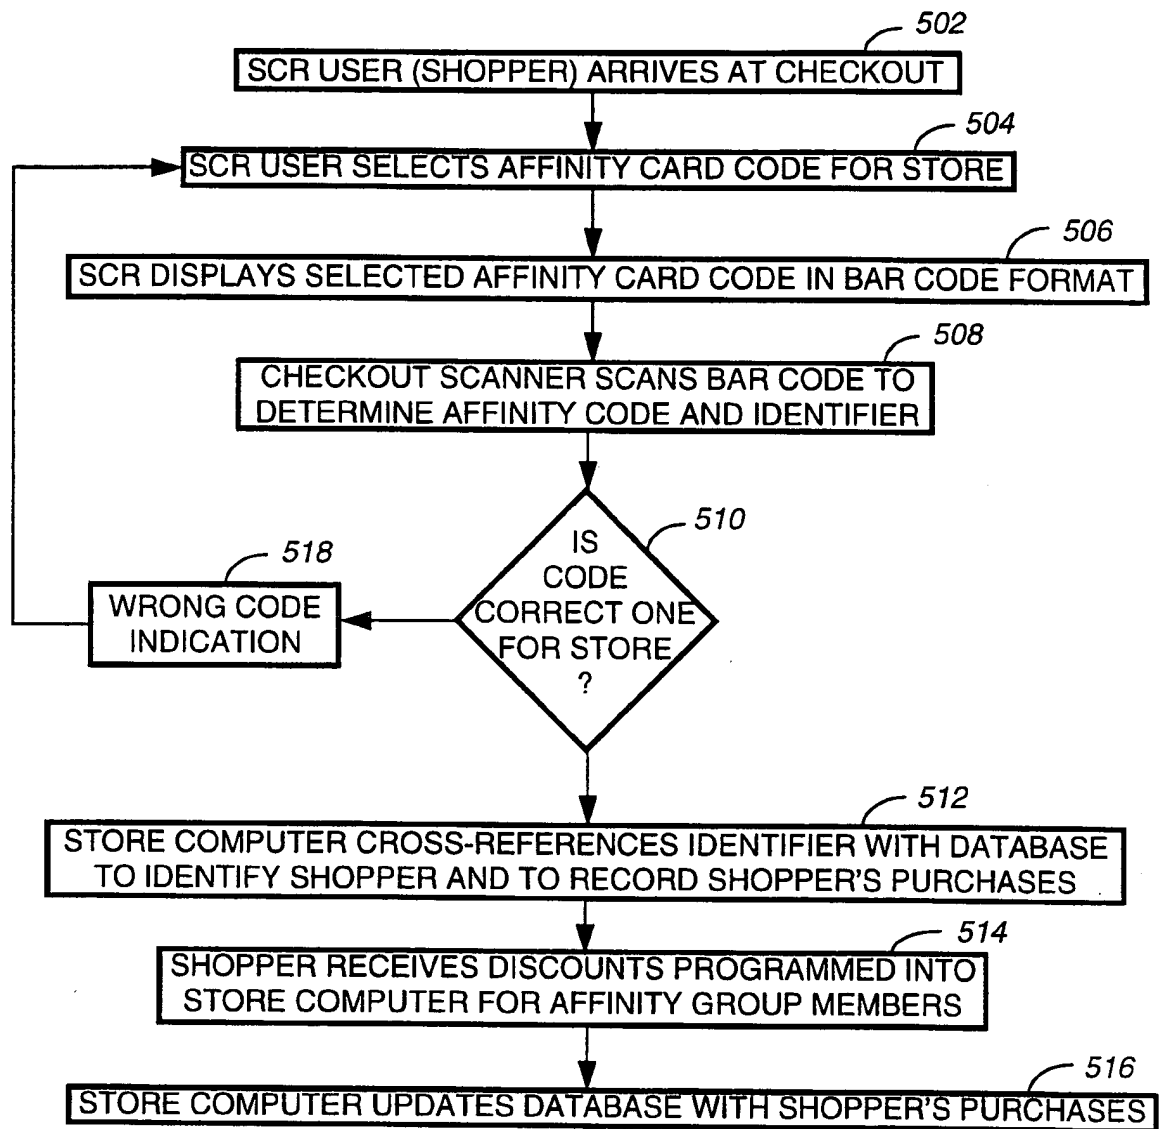 502
SCR USER (SHOPPER) ARRIVES AT CHECKOUT
504
SCR USER SELECTS AFFINITY CARD CODE FOR STORE
506
SCR DISPLAYS SELECTED AFFINITY CARD CODE IN BAR CODE FORMAT
508
CHECKOUT SCANNER SCANS BAR CODE TO
DETERMINE AFFINITY CODE AND IDENTIFIER
510
IS
CODE
CORRECT ONE
FOR STORE
?
518
WRONG CODE
INDICATION
512
STORE COMPUTER CROSS-REFERENCES IDENTIFIER WITH DATABASE
TO IDENTIFY SHOPPER AND TO RECORD SHOPPER'S PURCHASES
514
SHOPPER RECEIVES DISCOUNTS PROGRAMMED INTO
STORE COMPUTER FOR AFFINITY GROUP MEMBERS
516
STORE COMPUTER UPDATES DATABASE WITH SHOPPER'S PURCHASES